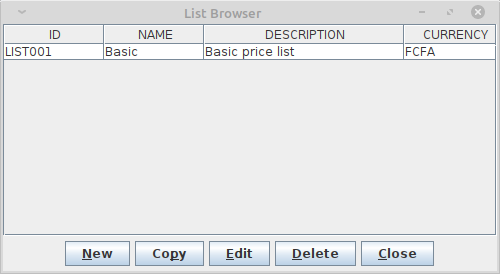 List Browser
ID NAME DESCRIPTION CURRENCY
LIST001 Basic Basic price list FCFA
New Copy Edit Delete Close